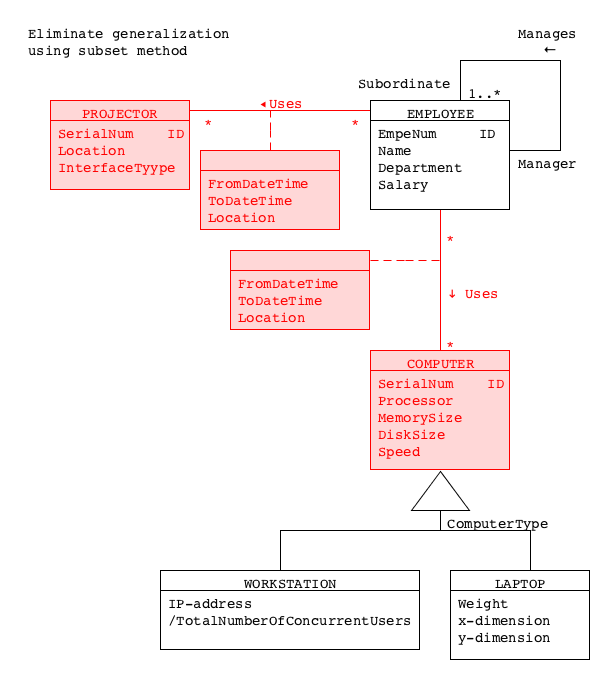 Eliminate generalization
using subset method
Manages
←
Subordinate
1..*
Manager
◂Uses
*
*
PROJECTOR
SerialNum ID
Location
InterfaceTyype
EMPLOYEE
EmpeNum ID
Name
Department
Salary
FromDateTime
ToDateTime
Location
*
FromDateTime
ToDateTime
Location
↓ Uses
*
COMPUTER
SerialNum ID
Processor
MemorySize
DiskSize
Speed
ComputerType
WORKSTATION
IP-address
/TotalNumberOfConcurrentUsers
LAPTOP
Weight
x-dimension
y-dimension